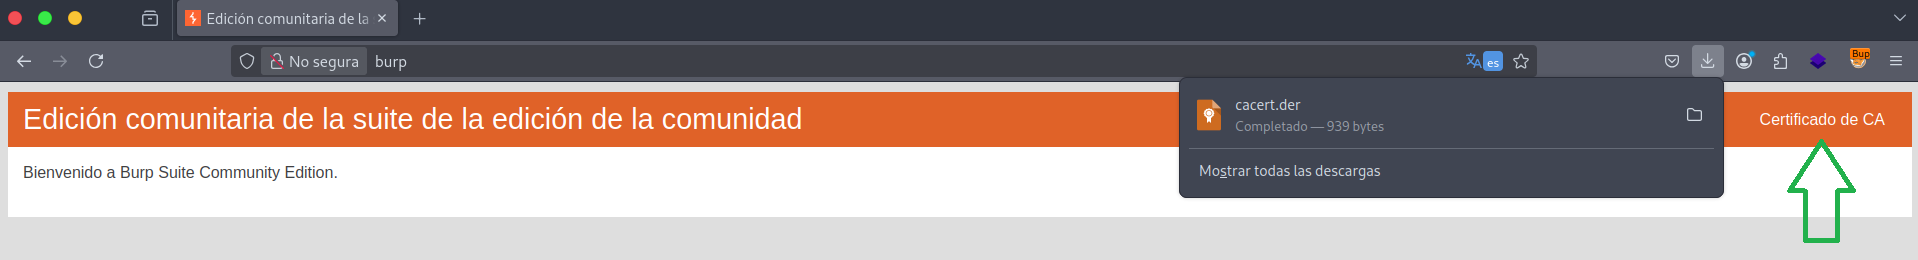 Edición comunitaria de la
No segura
burp
es
Bup
cacert.der
Completado — 939 bytes
Mostrar todas las descargas
Edición comunitaria de la suite de la edición de la comunidad
Certificado de CA
Bienvenido a Burp Suite Community Edition.